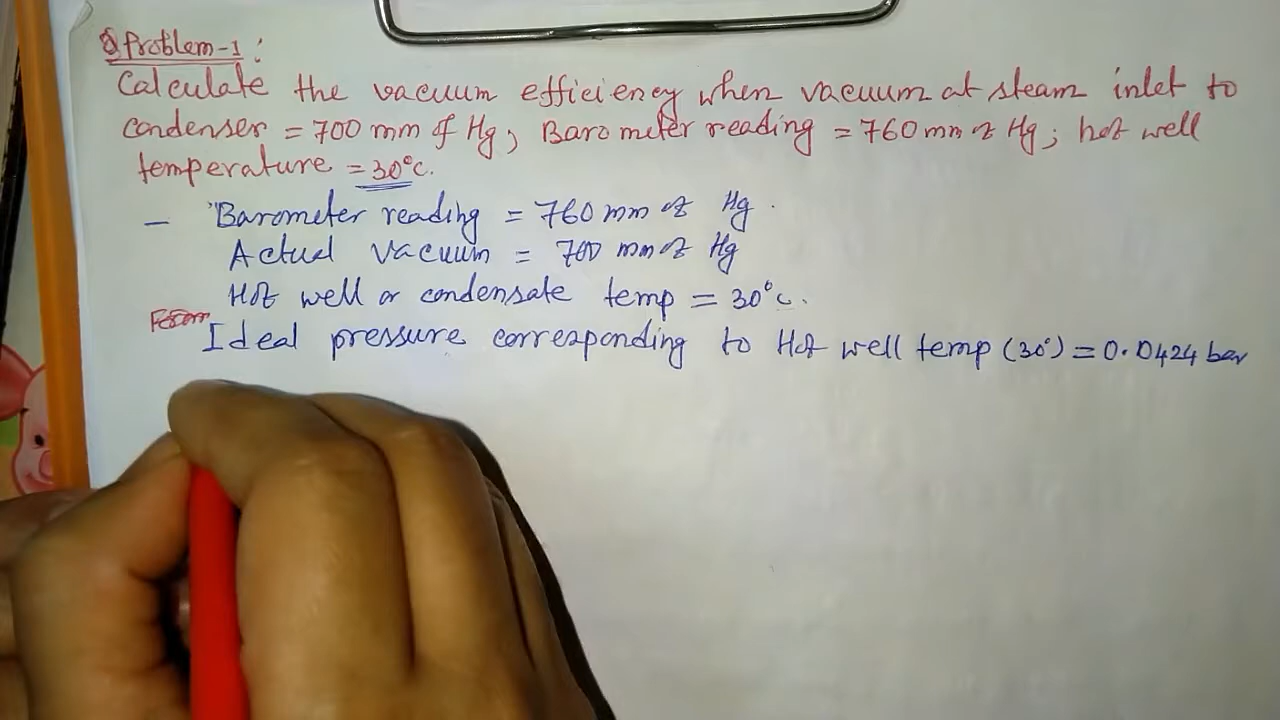 Problem-1:
Calculate the vacuum efficiency when vacuum at steam inlet to
condenser = 700 mm of Hg, Barometer reading = 760 mm of Hg; hot well
temperature = 30°c.
- Barometer reading = 760 mm of Hg.
Actual vacuum = 700 mm of Hg
Hot well or condensate temp = 30°c.
Ideal pressure corresponding to Hot well temp (30°) = 0.0424 bar